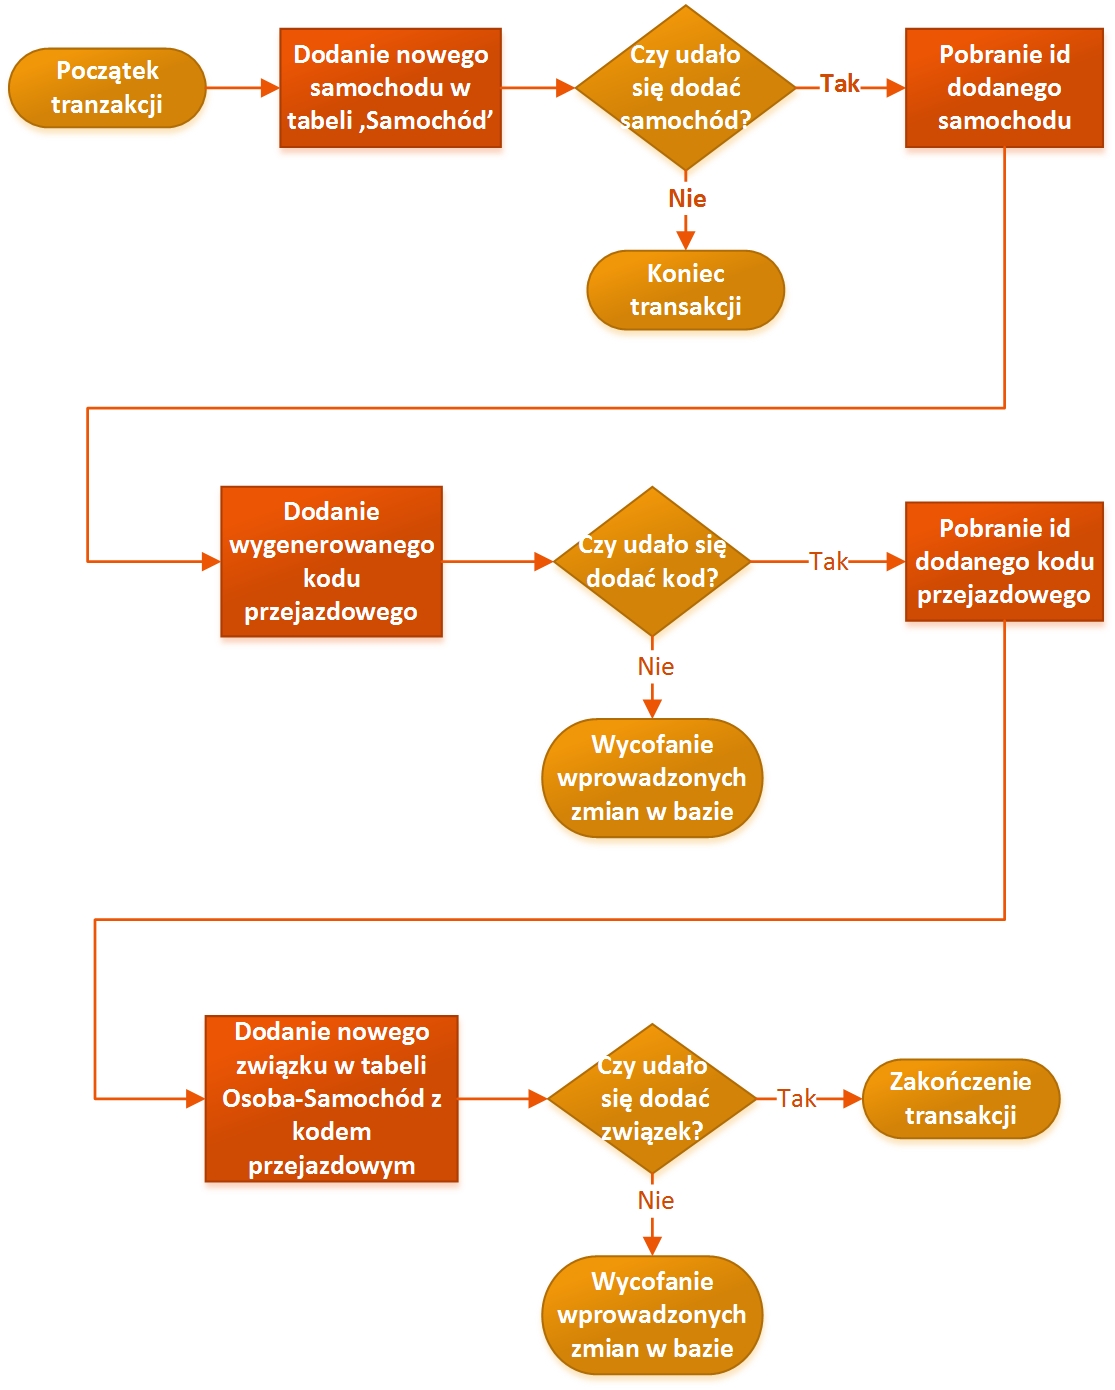 Początek
tranzakcji
Dodanie nowego
samochodu w
tabeli ‚Samochód’
Czy udało
się dodać
samochód?
Tak
Pobranie id
dodanego
samochodu
Nie
Koniec
transakcji
Dodanie
wygenerowanego
kodu
przejazdowego
Czy udało się
dodać kod?
Tak
Pobranie id
dodanego kodu
przejazdowego
Nie
Wycofanie
wprowadzonych
zmian w bazie
Dodanie nowego
związku w tabeli
Osoba-Samochód z
kodem
przejazdowym
Czy udało
się dodać
związek?
Tak
Zakończenie
transakcji
Nie
Wycofanie
wprowadzonych
zmian w bazie